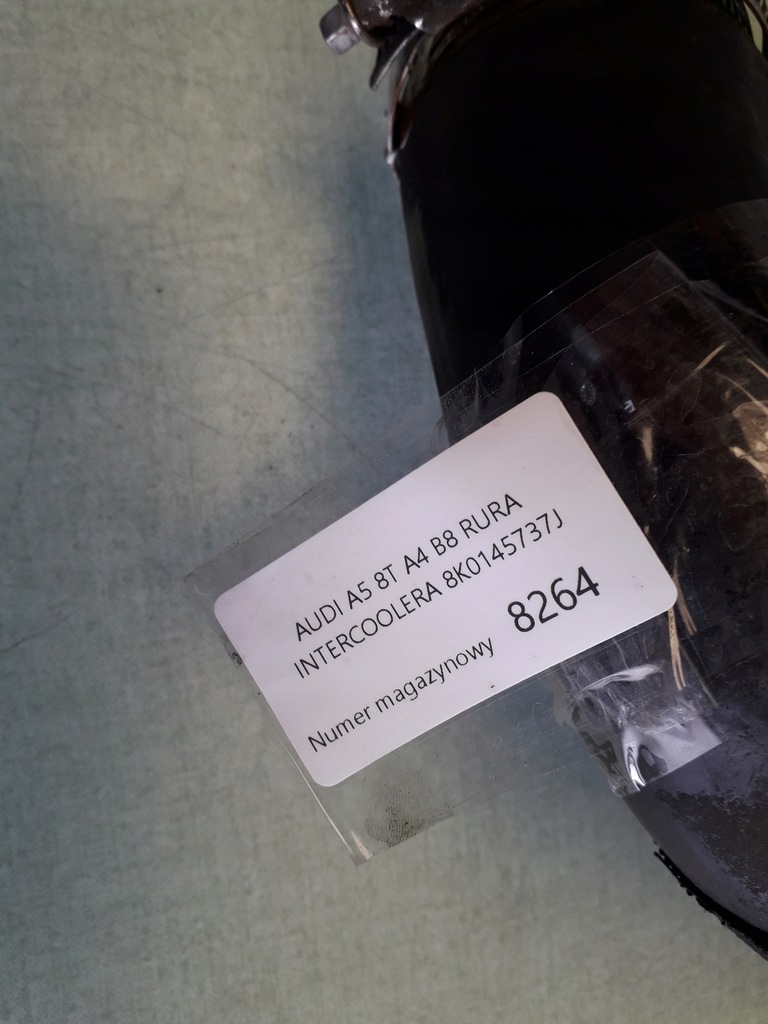 AUDI A5 8T A4 B8 RURA
INTERCOOLERA 8K0145737J
Numer magazynowy 8264